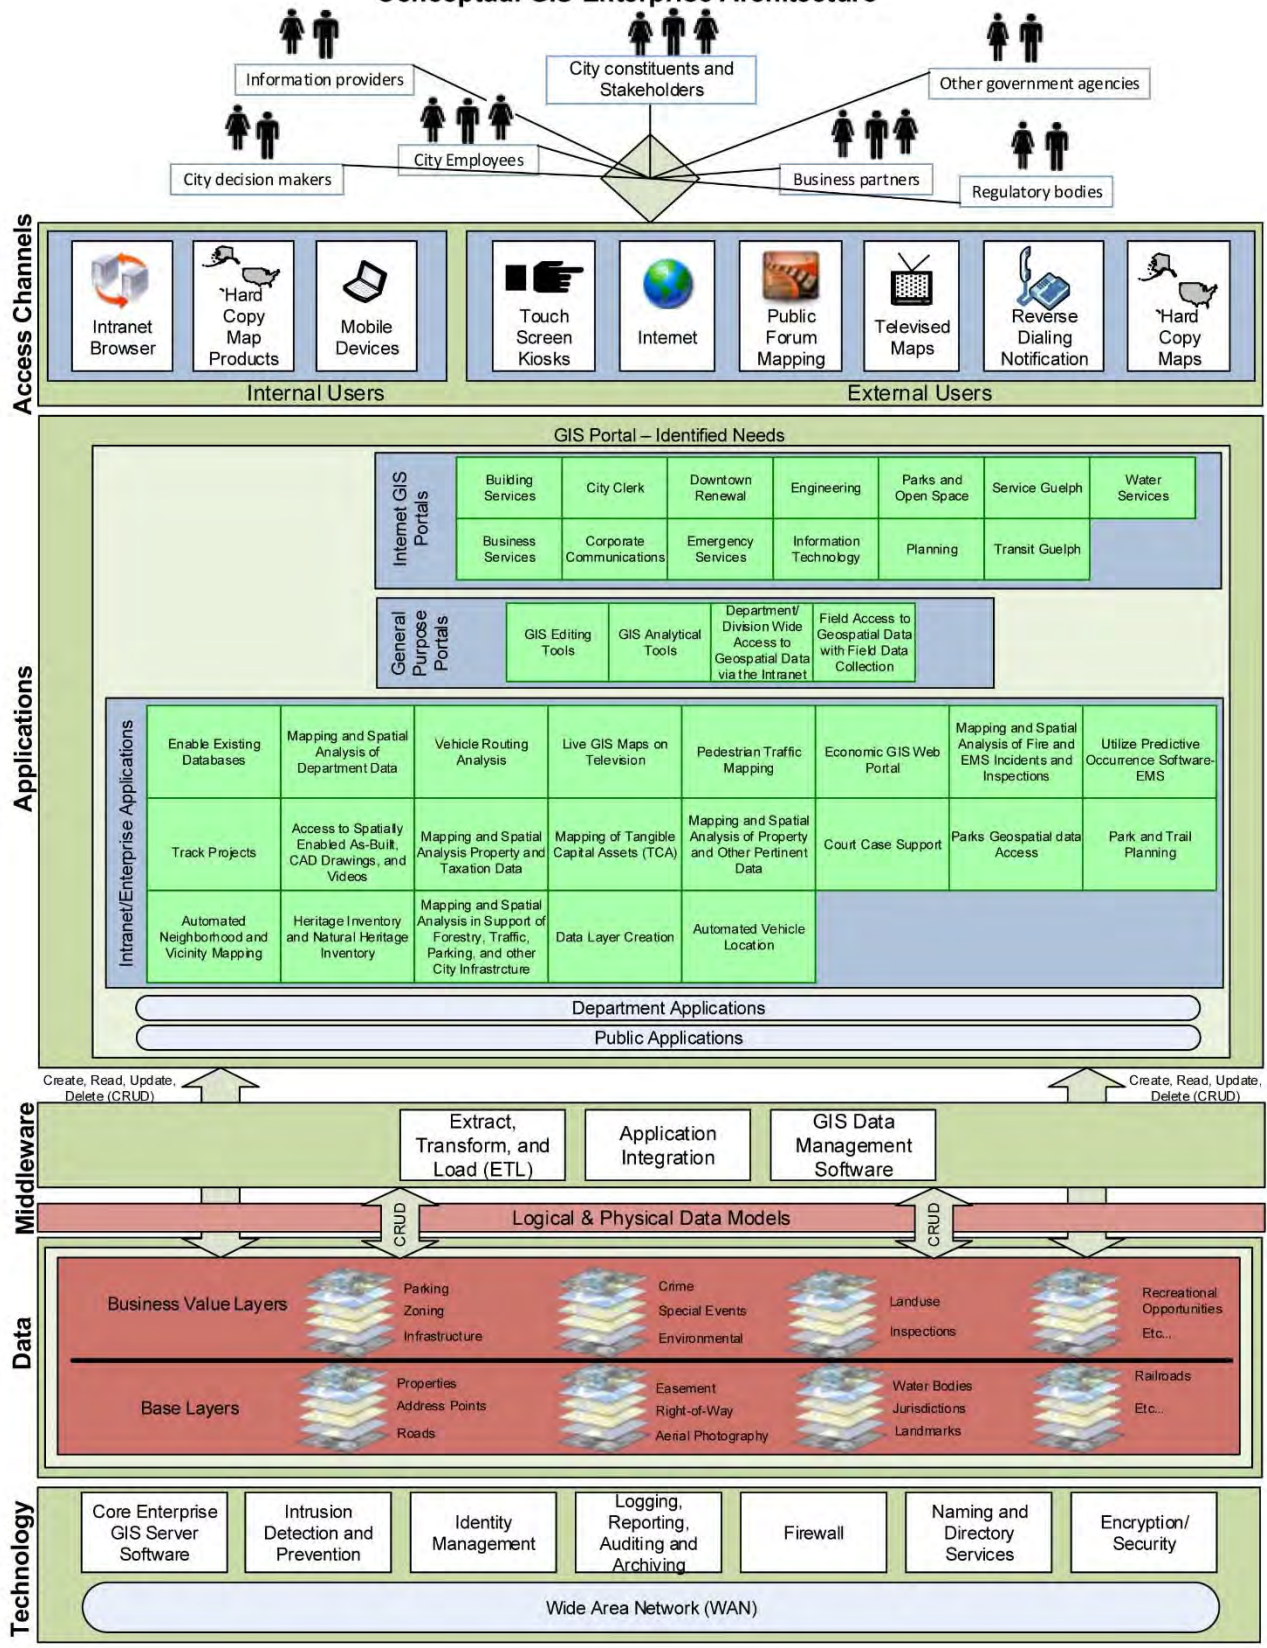 Conceptual GIS Enterprise Architecture
Information providers
City constituents and
Stakeholders
Other government agencies
City decision makers
City Employees
Business partners
Regulatory bodies
Access Channels
Intranet
Browser
`Hard
Copy
Map
Products
Mobile
Devices
Touch
Screen
Kiosks
Internet
Public
Forum
Mapping
Televised
Maps
Reverse
Dialing
Notification
`Hard
Copy
Maps
Internal Users
External Users
Applications
GIS Portal – Identified Needs
Internet GIS
Portals
Building
Services
City Clerk
Downtown
Renewal
Engineering
Parks and
Open Space
Service Guelph
Water
Services
Business
Services
Corporate
Communications
Emergency
Services
Information
Technology
Planning
Transit Guelph
General
Purpose
Portals
GIS Editing
Tools
GIS Analytical
Tools
Department/
Division Wide
Access to
Geospatial Data
via the Intranet
Field Access to
Geospatial Data
with Field Data
Collection
Intranet/Enterprise Applications
Enable Existing
Databases
Mapping and Spatial
Analysis of
Department Data
Vehicle Routing
Analysis
Live GIS Maps on
Television
Pedestrian Traffic
Mapping
Economic GIS Web
Portal
Mapping and Spatial
Analysis of Fire and
EMS Incidents and
Inspections
Utilize Predictive
Occurrence Software-
EMS
Track Projects
Access to Spatially
Enabled As-Built,
CAD Drawings, and
Videos
Mapping and Spatial
Analysis Property and
Taxation Data
Mapping of Tangible
Capital Assets (TCA)
Mapping and Spatial
Analysis of Property
and Other Pertinent
Data
Court Case Support
Parks Geospatial data
Access
Park and Trail
Planning
Automated
Neighborhood and
Vicinity Mapping
Heritage Inventory
and Natural Heritage
Inventory
Mapping and Spatial
Analysis in Support of
Forestry, Traffic,
Parking, and other
City Infrastrcture
Data Layer Creation
Automated Vehicle
Location
Department Applications
Public Applications
Create, Read, Update,
Delete (CRUD)
Create, Read, Update,
Delete (CRUD)
Middleware
Extract,
Transform, and
Load (ETL)
Application
Integration
GIS Data
Management
Software
CRUD
Logical & Physical Data Models
CRUD
Data
Business Value Layers
Parking
Zoning
Infrastructure
Crime
Special Events
Environmental
Landuse
Inspections
Recreational
Opportunities
Etc...
Base Layers
Properties
Address Points
Roads
Easement
Right-of-Way
Aerial Photography
Water Bodies
Jurisdictions
Landmarks
Railroads
Etc...
Technology
Core Enterprise
GIS Server
Software
Intrusion
Detection and
Prevention
Identity
Management
Logging,
Reporting,
Auditing and
Archiving
Firewall
Naming and
Directory
Services
Encryption/
Security
Wide Area Network (WAN)